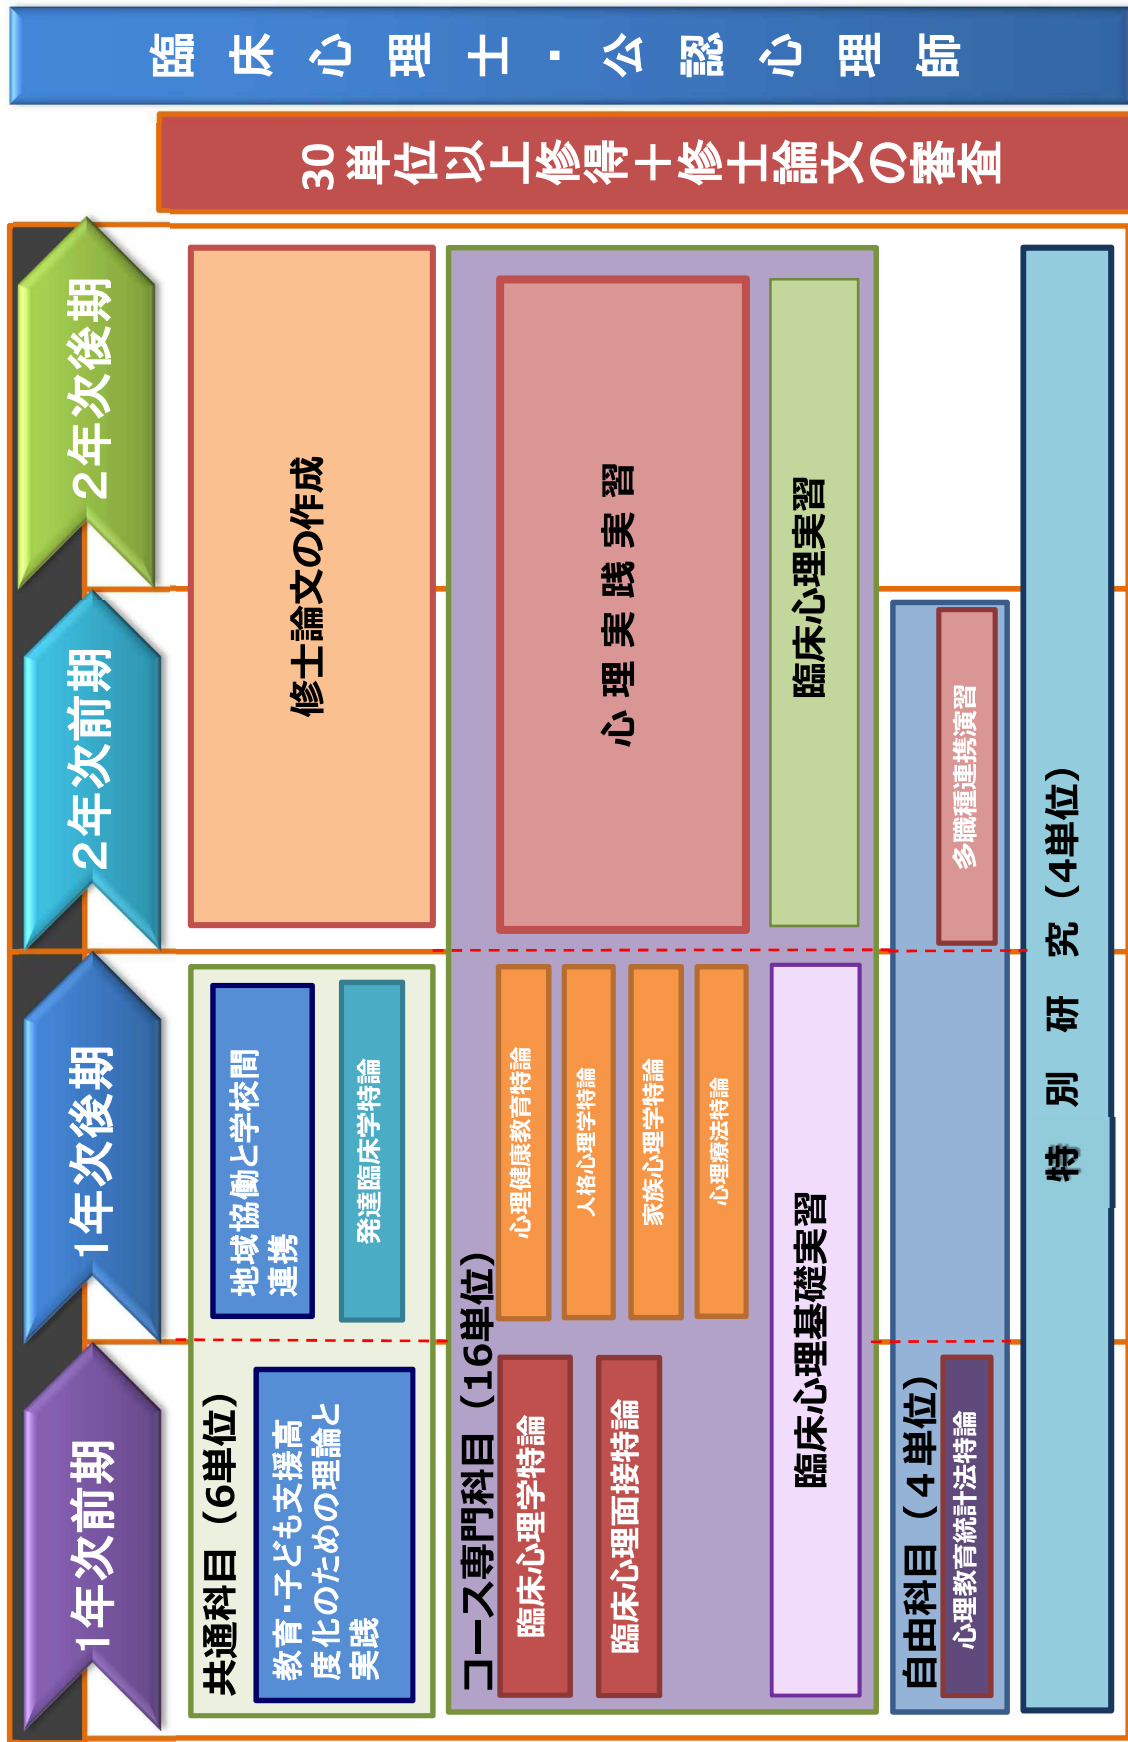 1年次前期
1年次後期
2年次前期
2年次後期
共通科目（6単位）
教育・子ども支援高
度化のための理論と
実践
地域協働と学校間
連携
発達臨床学特論
修士論文の作成
コース専門科目（16単位）
臨床心理学特論
臨床心理面接特論
心理健康教育特論
人格心理学特論
家族心理学特論
心理療法特論
臨床心理基礎実習
心理実践実習
臨床心理実習
自由科目（４単位）
心理教育統計法特論
多職種連携演習
特別研究（4単位）
30単位以上修得＋修士論文の審査
臨床心理士・公認心理師